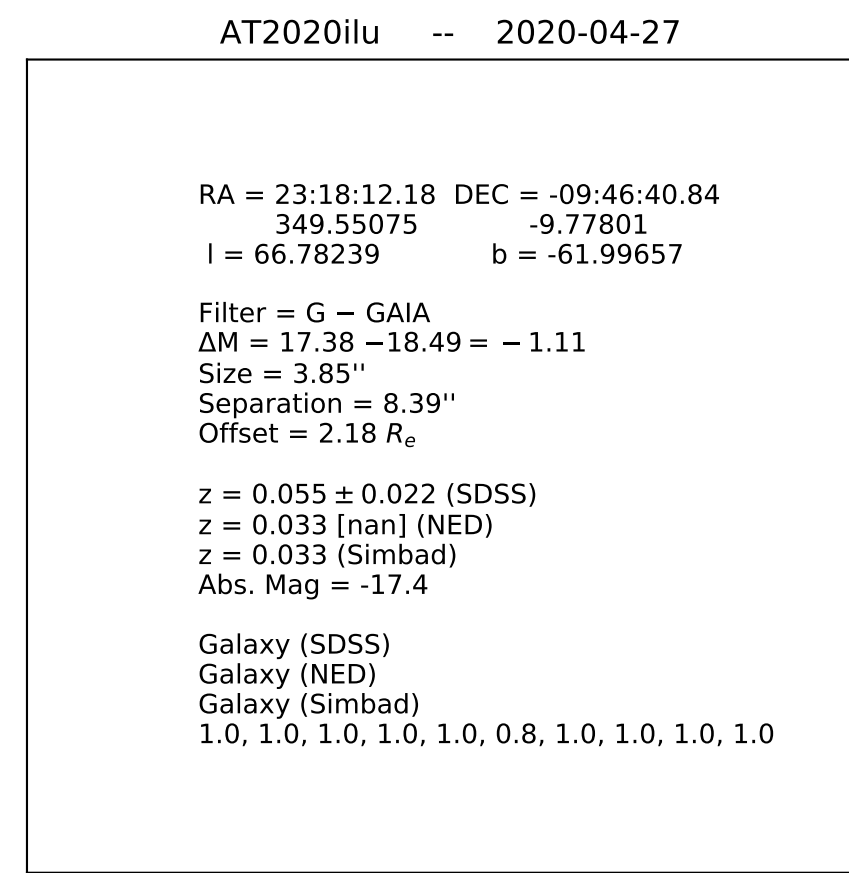 AT2020ilu -- 2020-04-27
RA = 23:18:12.18 DEC = -09:46:40.84
349.55075 -9.77801
l = 66.78239 b = -61.99657
Filter = G − GAIA
ΔM = 17.38 −18.49 = − 1.11
Size = 3.85''
Separation = 8.39''
Offset = 2.18 Re
z = 0.055 ± 0.022 (SDSS)
z = 0.033 [nan] (NED)
z = 0.033 (Simbad)
Abs. Mag = -17.4
Galaxy (SDSS)
Galaxy (NED)
Galaxy (Simbad)
1.0, 1.0, 1.0, 1.0, 1.0, 0.8, 1.0, 1.0, 1.0, 1.0